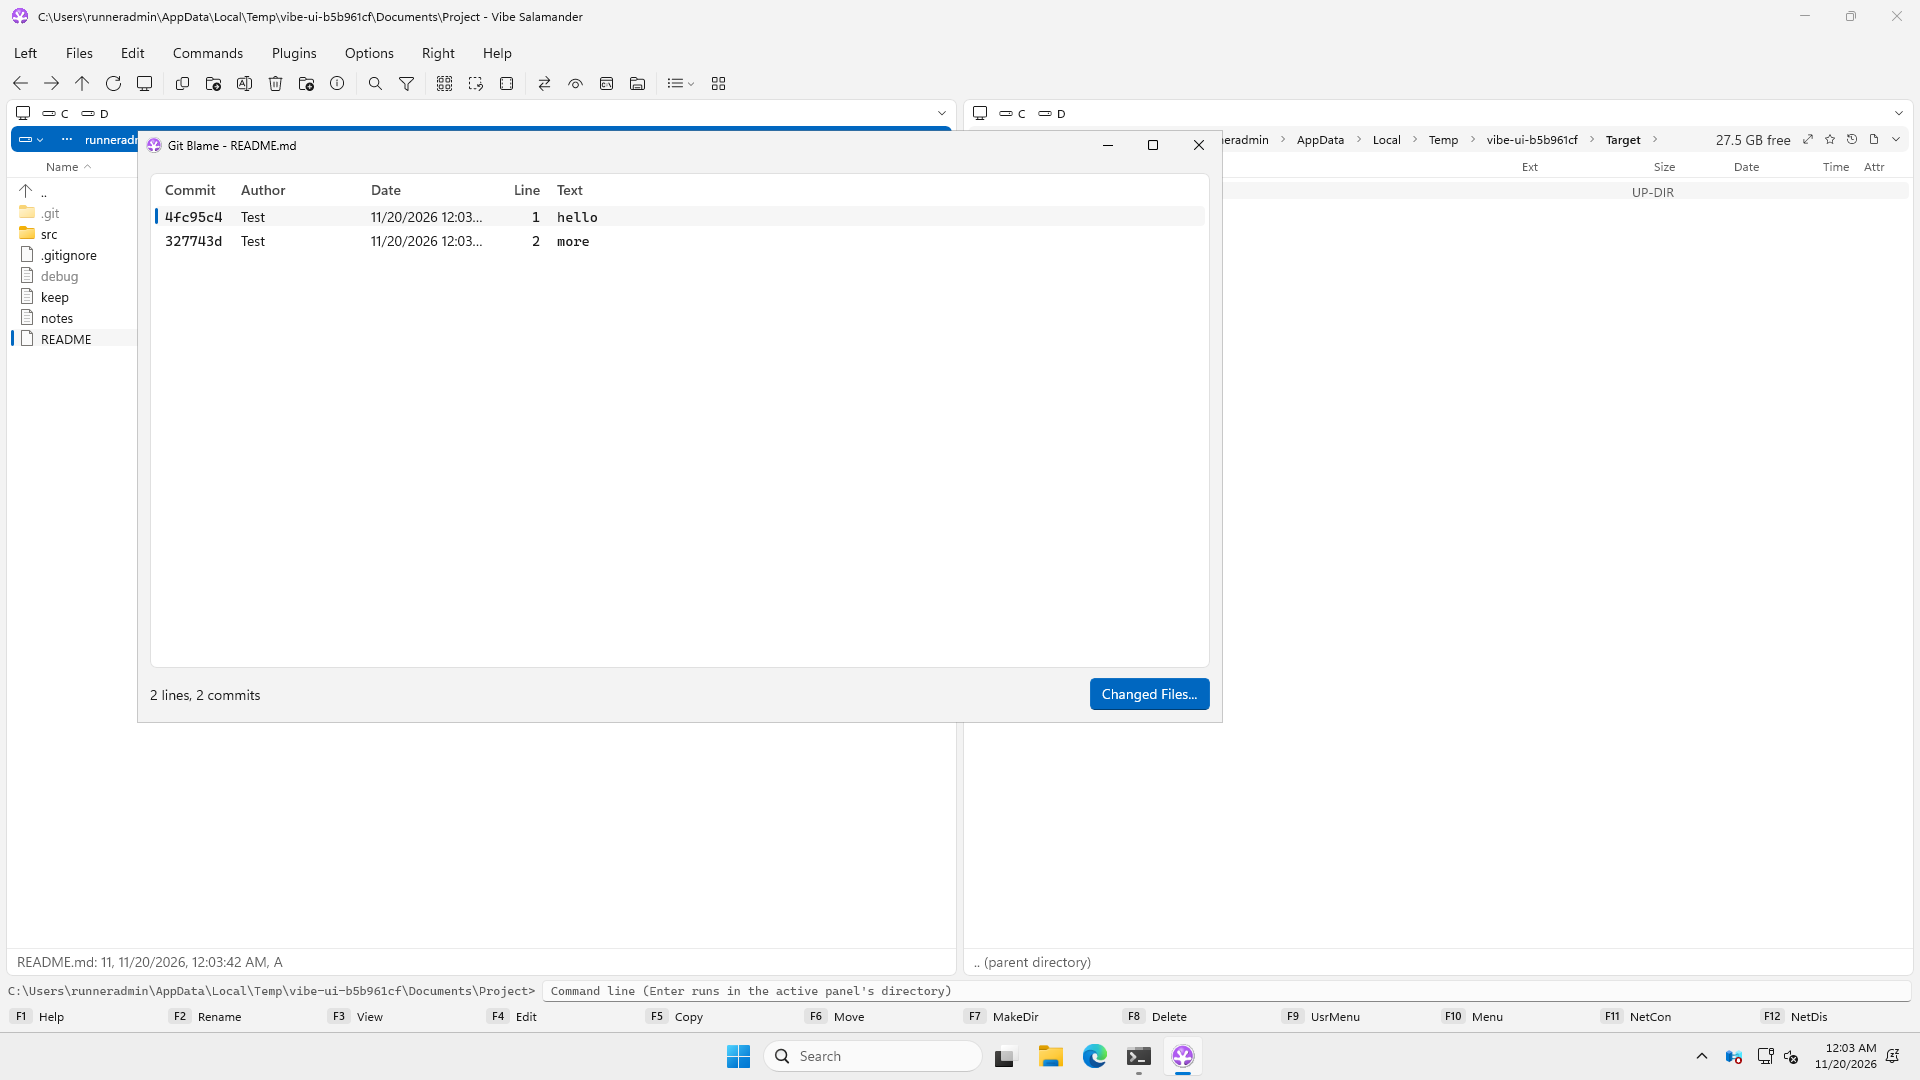 C:\Users\runneradmin\AppData\Local\Temp\vibe-ui-b5b961cf\Documents\Project - Vibe Salamander
Left Files Edit Commands Plugins Options Right Help
C D
C D
runneradr
neradmin AppData Local Temp vibe-ui-b5b961cf Target 27.5 GB free
Name
Ext Size Date Time Attr
..
UP-DIR
.git
src
.gitignore
debug
keep
notes
README
Git Blame - README.md
Commit Author Date Line Text
4fc95c4 Test 11/20/2026 12:03... 1 hello
327743d Test 11/20/2026 12:03... 2 more
2 lines, 2 commits
Changed Files...
README.md: 11, 11/20/2026, 12:03:42 AM, A
.. (parent directory)
C:\Users\runneradmin\AppData\Local\Temp\vibe-ui-b5b961cf\Documents\Project> Command line (Enter runs in the active panel's directory)
F1 Help F2 Rename F3 View F4 Edit F5 Copy F6 Move F7 MakeDir F8 Delete F9 UsrMenu F10 Menu F11 NetCon F12 NetDis
Search
12:03 AM
11/20/2026